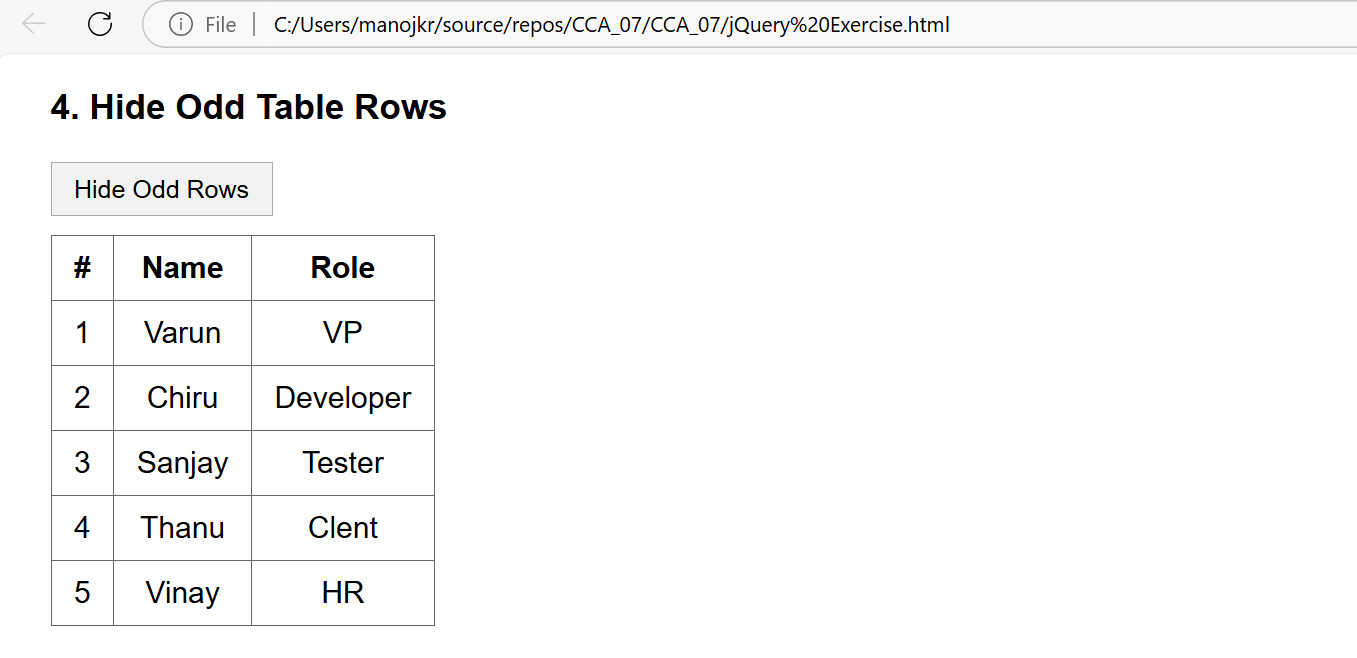 File C:/Users/manojkr/source/repos/CCA_07/CCA_07/jQuery%20Exercise.html
4. Hide Odd Table Rows
Hide Odd Rows
# Name Role
1 Varun VP
2 Chiru Developer
3 Sanjay Tester
4 Thanu Clent
5 Vinay HR